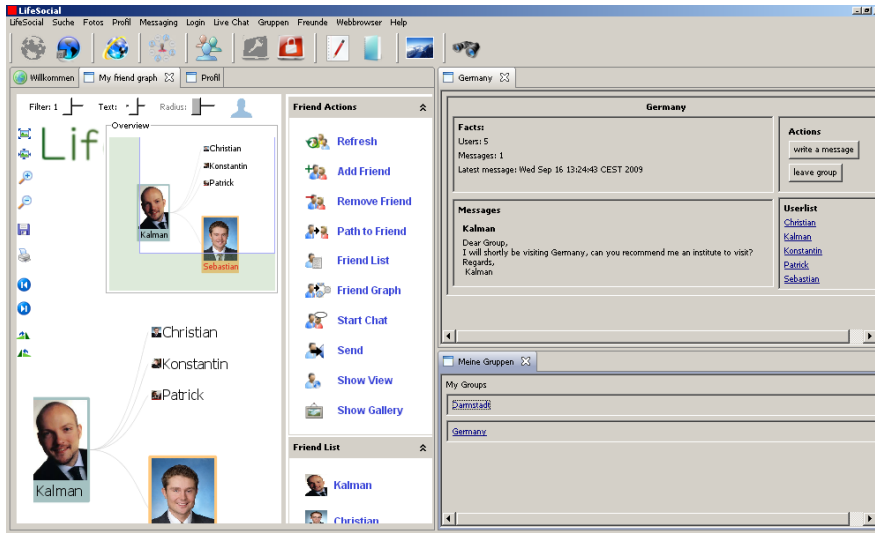 LifeSocial
LifeSocial Suche Fotos Profil Messaging Login Live Chat Gruppen Freunde Webbrowser Help
Willkommen My friend graph Profil
Filter: 1 Text: Radius:
Lif
Overview
Christian
Konstantin
Patrick
Kalman
Sebastian
Christian
Konstantin
Patrick
Kalman
Friend Actions
Refresh
Add Friend
Remove Friend
Path to Friend
Friend List
Friend Graph
Start Chat
Send
Show View
Show Gallery
Friend List
Kalman
Christian
Germany
Germany
Facts:
Users: 5
Messages: 1
Latest message: Wed Sep 16 13:24:43 CEST 2009
Actions
write a message
leave group
Messages
Kalman
Dear Group,
I will shortly be visiting Germany, can you recommend me an institute to visit?
Regards,
Kalman
Userlist
Christian
Kalman
Konstantin
Patrick
Sebastian
Meine Gruppen
My Groups
Darmstadt
Germany